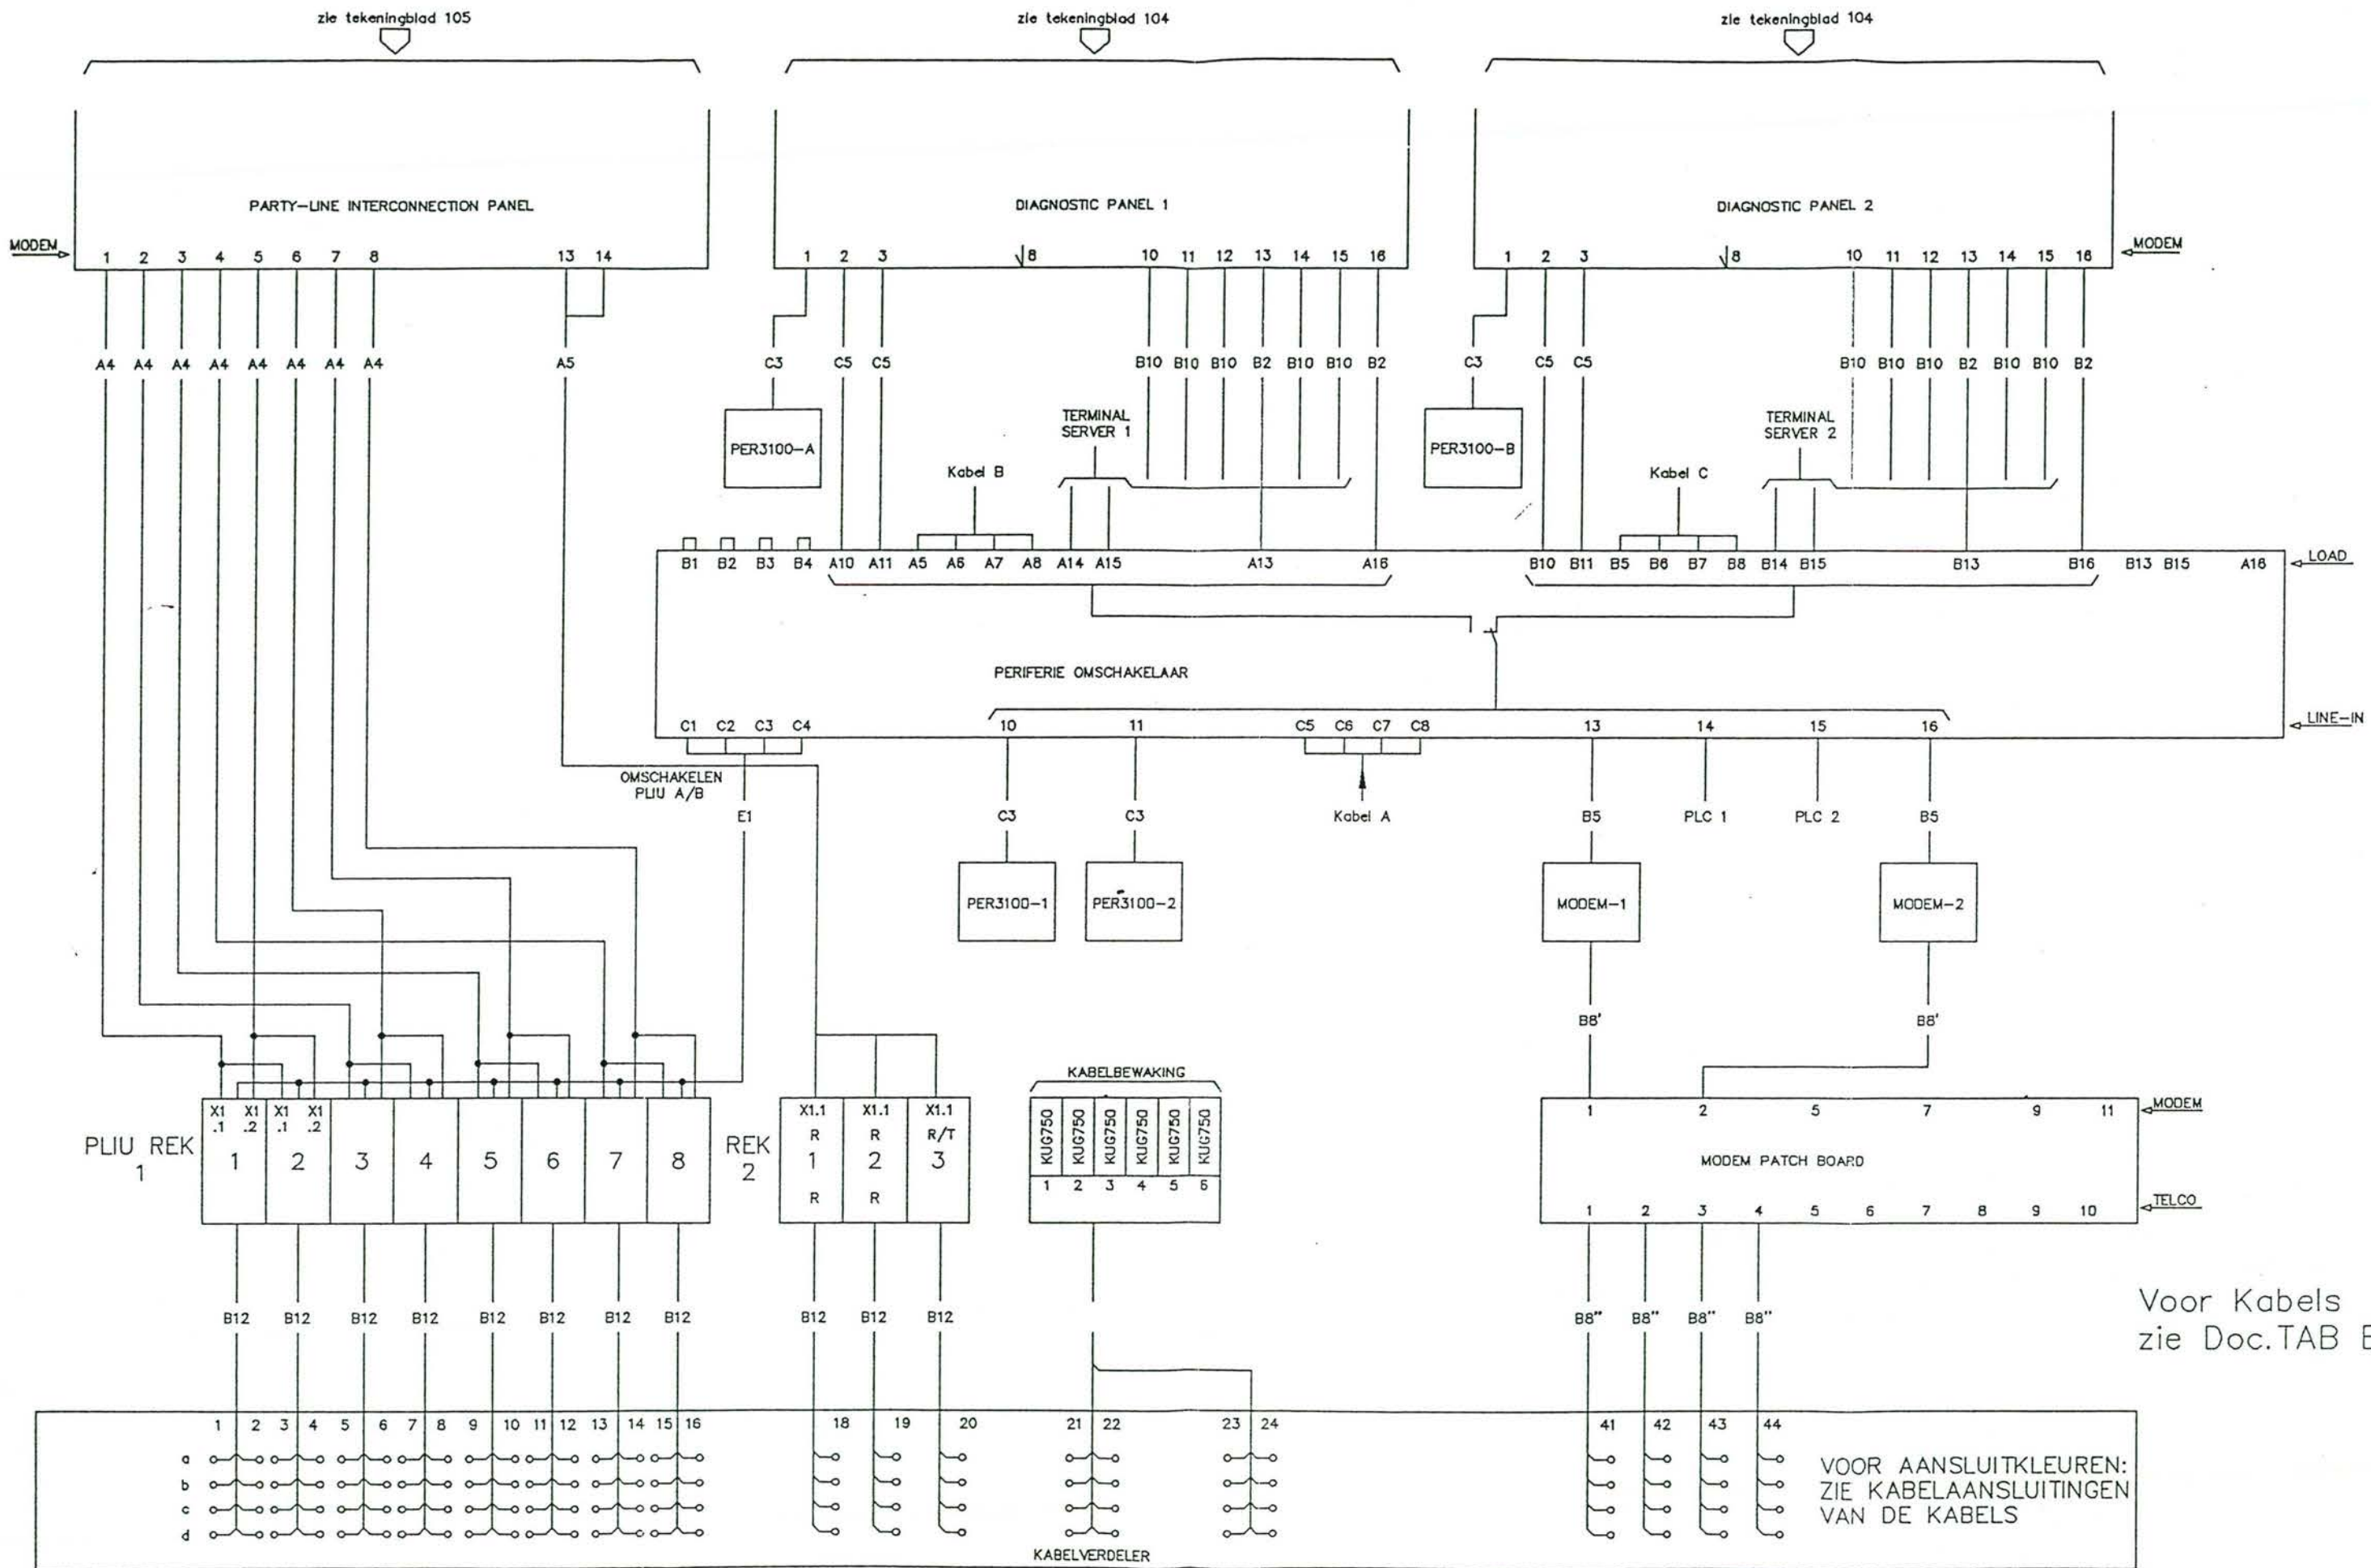 zie tekeningblad 105
zie tekeningblad 104
zie tekeningblad 104
PARTY-LINE INTERCONNECTION PANEL
DIAGNOSTIC PANEL 1
DIAGNOSTIC PANEL 2
MODEM
1 2 3 4 5 6 7 8 13 14
1 2 3 8 10 11 12 13 14 15 16
1 2 3 8 10 11 12 13 14 15 16
MODEM
A4 A4 A4 A4 A4 A4 A4 A4 A5
C3 C5 C5 B10 B10 B10 B2 B10 B10 B2
C3 C5 C5 B10 B10 B10 B2 B10 B10 B2
PER3100-A
Kabel B
TERMINAL
SERVER 1
PER3100-B
Kabel C
TERMINAL
SERVER 2
B1 B2 B3 B4 A10 A11 A5 A6 A7 A8 A14 A15 A13 A16
B10 B11 B5 B6 B7 B8 B14 B15 B13 B16 B13 B15 A16
LOAD
PERIFERIE OMSCHAKELAAR
C1 C2 C3 C4 10 11 C5 C6 C7 C8 13 14 15 16
LINE-IN
OMSCHAKELEN
PLIU A/B
E1 C3 C3 Kabel A B5 PLC 1 PLC 2 B5
PER3100-1
PER3100-2
MODEM-1
MODEM-2
B8' B8'
KABELBEWAKING
PLIU REK
1
X1
.1
X1
.2
X1
.1
X1
.2
1 2 3 4 5 6 7 8
REK
2
X1.1 X1.1 X1.1
R R R/T
1 2 3
R R
KUG750 KUG750 KUG750 KUG750 KUG750 KUG750
1 2 3 4 5 6
1 2 5 7 9 11
MODEM
MODEM PATCH BOARD
1 2 3 4 5 6 7 8 9 10
TELCO
B12 B12 B12 B12 B12 B12 B12 B12 B12 B12 B12
B8" B8" B8" B8"
Voor Kabels
zie Doc.TAB
1 2 3 4 5 6 7 8 9 10 11 12 13 14 15 16 18 19 20 21 22 23 24 41 42 43 44
a
b
c
d
VOOR AANSLUITKLEUREN:
ZIE KABELAANSLUITINGEN
VAN DE KABELS
KABELVERDELER